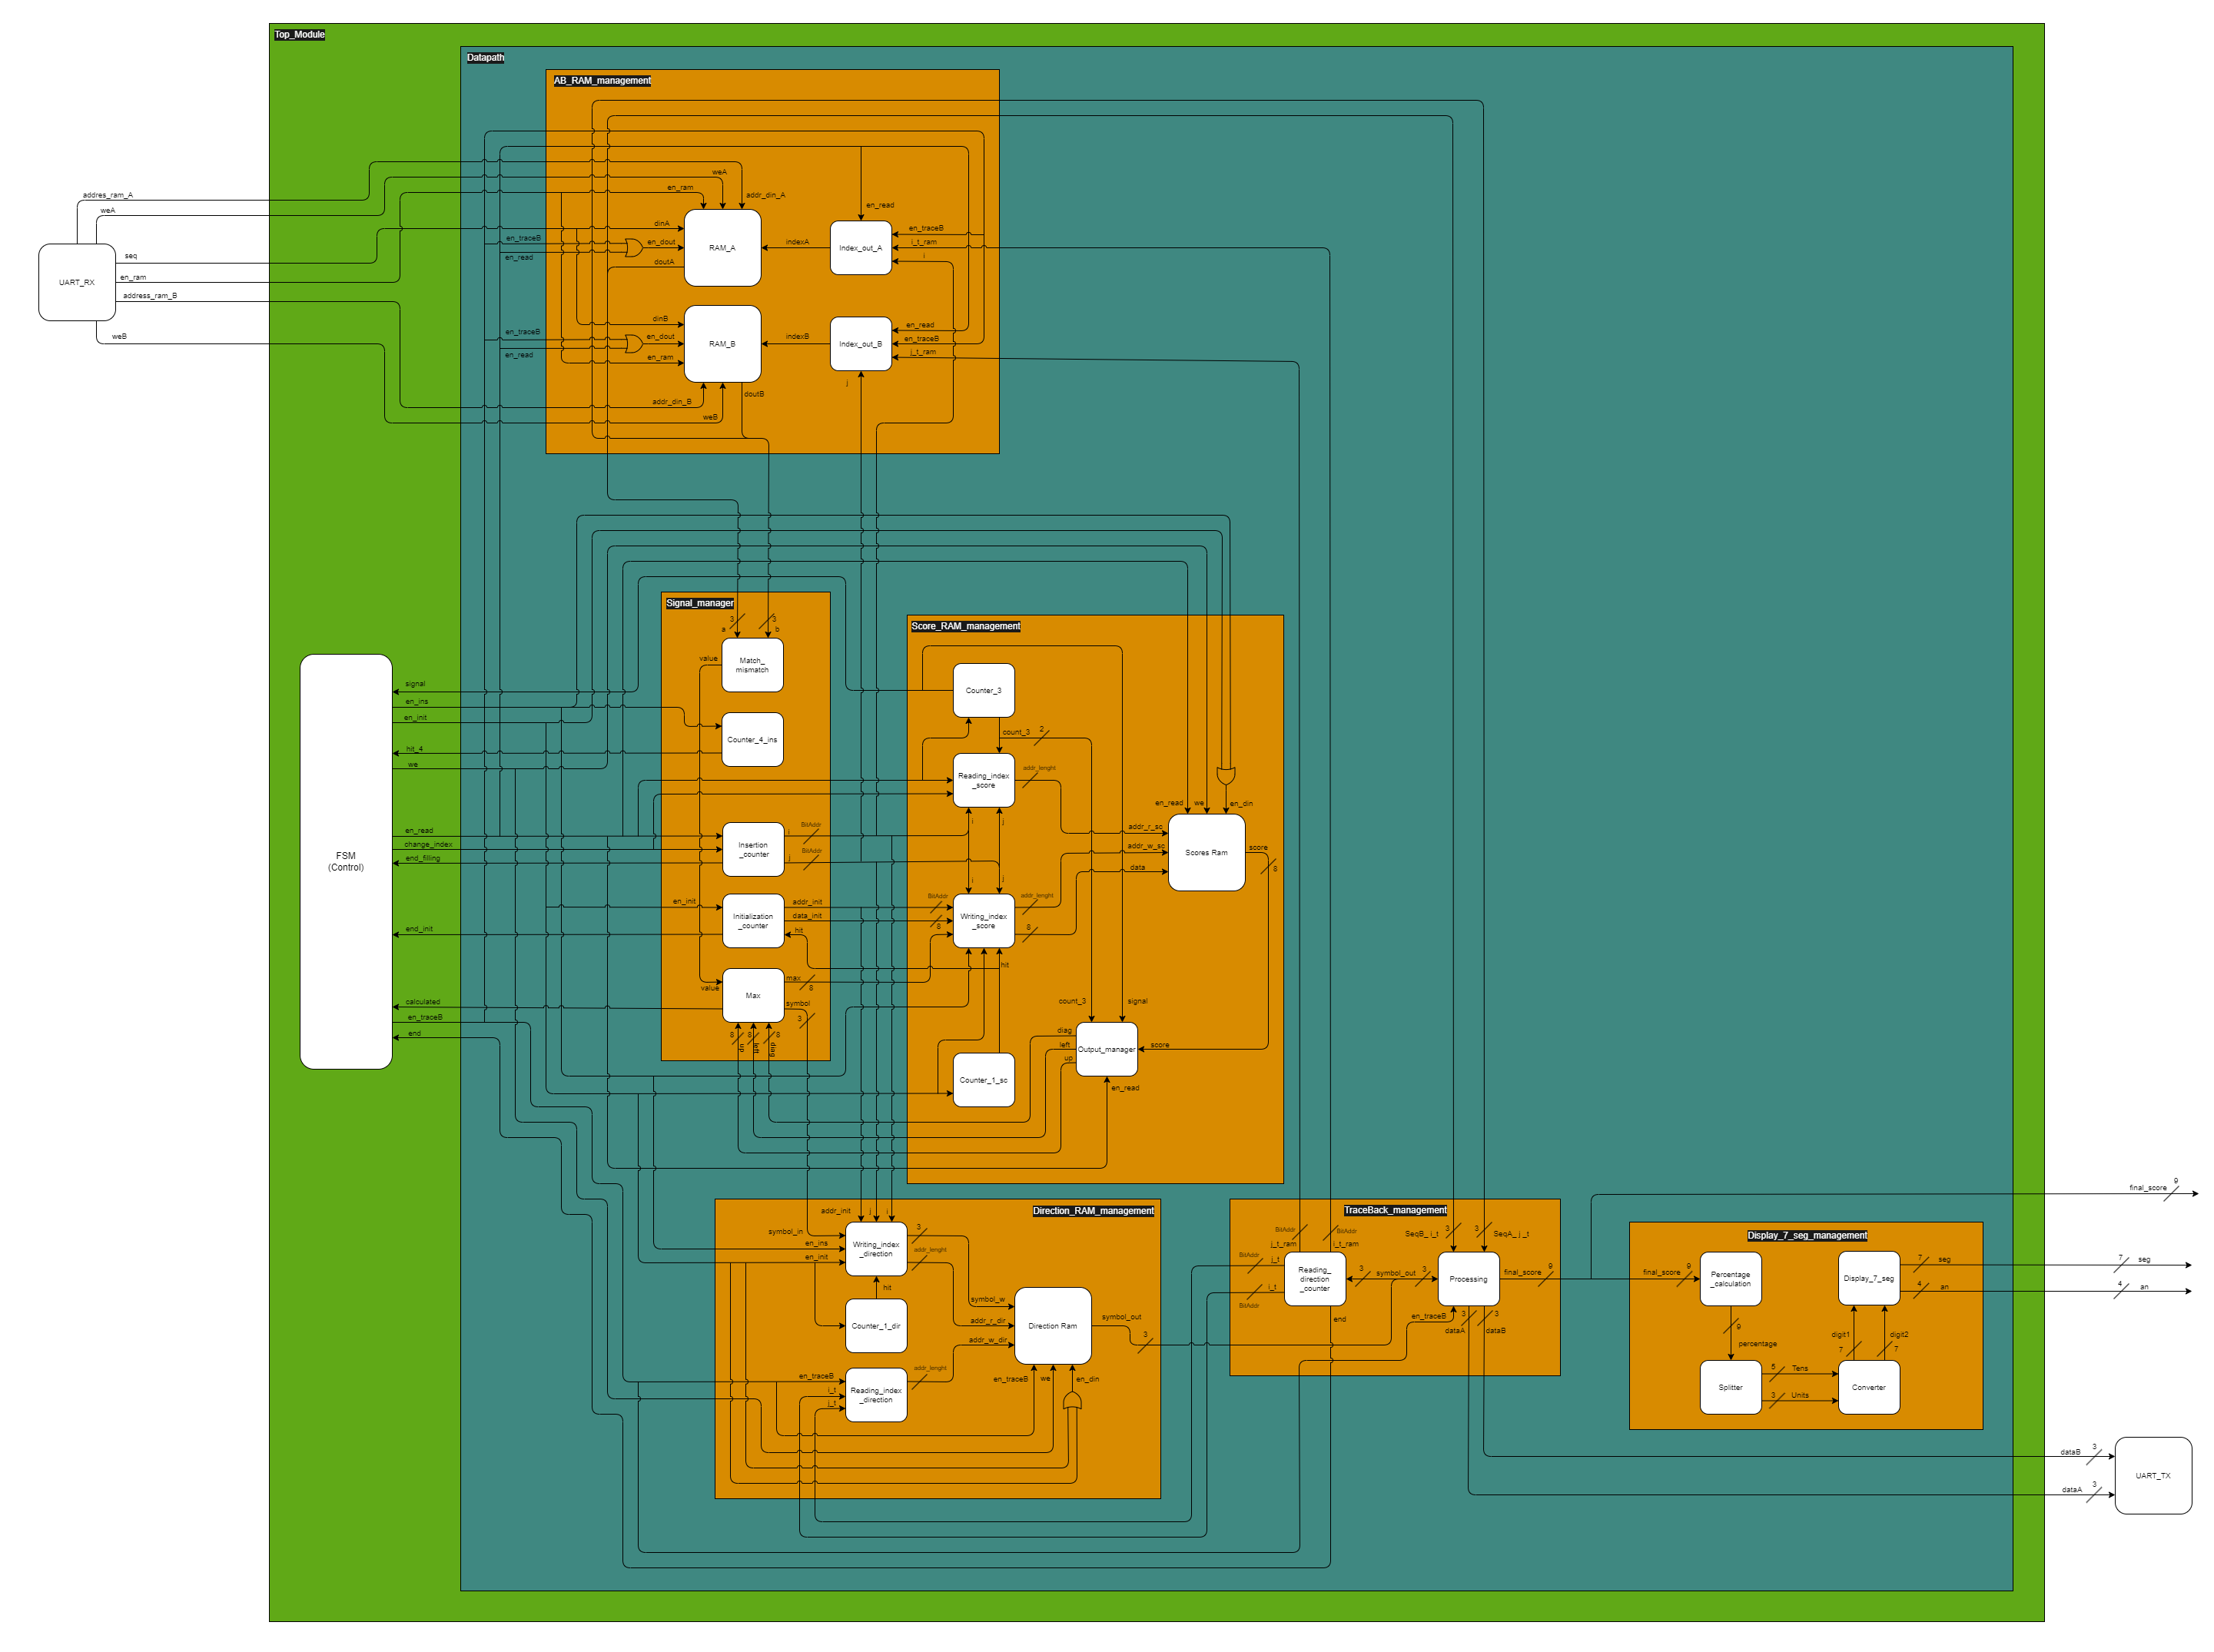 Top_Module
Datapath
AB_RAM_management
addres_ram_A
weA
seq
en_ram
address_ram_B
weB
UART_RX
weA
en_ram
addr_din_A
dinA
en_traceB
en_dout
en_read
doutA
RAM_A
indexA
Index_out_A
en_read
en_traceB
i_t_ram
i
dinB
en_traceB
en_dout
en_read
en_ram
RAM_B
indexB
Index_out_B
en_read
en_traceB
j_t_ram
j
addr_din_B
weB
doutB
Signal_manager
3
3
a
b
value
Match_
mismatch
Counter_4_ins
Insertion
_counter
i
BitAddr
j
BitAddr
en_init
Initialization
_counter
addr_init
data_init
hit
value
Max
max
8
symbol
3
8
8
8
up
left
diag
FSM
(Control)
signal
en_ins
en_init
hit_4
we
en_read
change_index
end_filling
end_init
calculated
en_traceB
end
Score_RAM_management
Counter_3
count_3
2
Reading_index
_score
addr_lenght
i
j
i
j
BitAddr
8
8
Writing_index
_score
addr_lenght
8
hit
Counter_1_sc
en_read
we
en_din
addr_r_sc
addr_w_sc
data
Scores Ram
score
8
count_3
signal
diag
left
up
Output_manager
score
en_read
Direction_RAM_management
addr_init
j
i
symbol_in
en_ins
en_init
Writing_index
_direction
3
addr_lenght
hit
Counter_1_dir
en_traceB
i_t
j_t
Reading_index
_direction
addr_lenght
symbol_w
addr_r_dir
addr_w_dir
Direction Ram
symbol_out
3
en_traceB
we
en_din
TraceBack_management
BitAddr
BitAddr
j_t_ram
i_t_ram
BitAddr
j_t
i_t
BitAddr
Reading_
direction
_counter
end
3
symbol_out
3
3
3
SeqB_ i_t
SeqA_ j _t
Processing
en_traceB
3
3
dataA
dataB
final_score
9
Display_7_seg_management
final_score
9
Percentage
_calculation
9
percentage
Splitter
5
Tens
3
Units
Converter
digit1
7
digit2
7
Display_7_seg
7
seg
4
an
final_score
9
7
seg
4
an
dataB
3
dataA
3
UART_TX